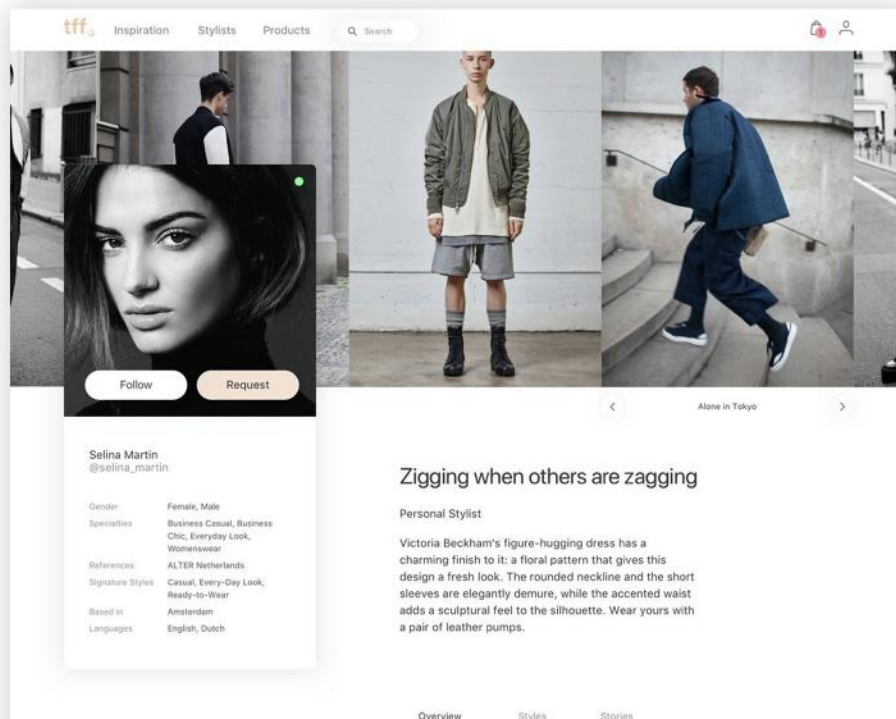 tff
Inspiration
Stylists
Products
Search
1
Follow
Request
Alone in Tokyo
Selina Martin
@selina_martin
Gender
Female, Male
Specialties
Business Casual, Business
Chic, Everyday Look,
Womenswear
References
ALTER Netherlands
Signature Styles
Casual, Every-Day Look,
Ready-to-Wear
Based in
Amsterdam
Languages
English, Dutch
Zigging when others are zagging
Personal Stylist
Victoria Beckham's figure-hugging dress has a
charming finish to it: a floral pattern that gives this
design a fresh look. The rounded neckline and the short
sleeves are elegantly demure, while the accented waist
adds a sculptural feel to the silhouette. Wear yours with
a pair of leather pumps.
Overview
Styles
Stories